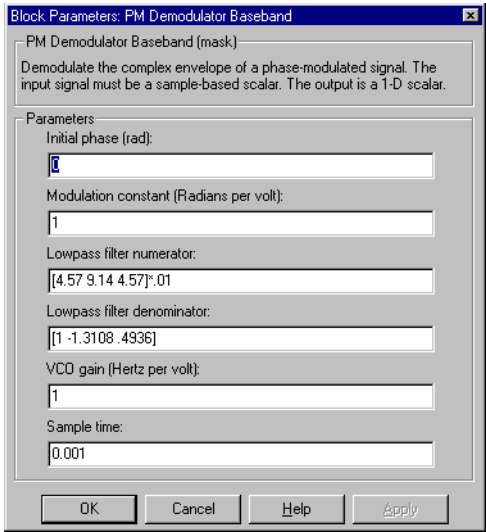 Block Parameters: PM Demodulator Baseband
PM Demodulator Baseband (mask)
Demodulate the complex envelope of a phase-modulated signal. The
input signal must be a sample-based scalar. The output is a 1-D scalar.
Parameters
Initial phase (rad):
0
Modulation constant (Radians per volt):
1
Lowpass filter numerator:
[4.57 9.14 4.57]*.01
Lowpass filter denominator:
[1 -1.3108 .4936]
VCO gain (Hertz per volt):
1
Sample time:
0.001
OK Cancel Help Apply